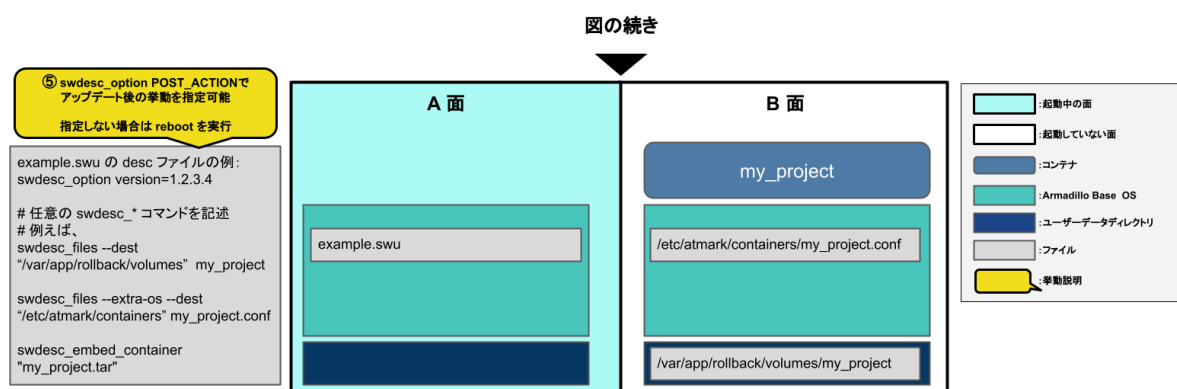 図の続き
⑤ swdesc_option POST_ACTIONで
アップデート後の挙動を指定可能
指定しない場合は reboot を実行
example.swu の desc ファイルの例:
swdesc_option version=1.2.3.4
# 任意の swdesc_* コマンドを記述
# 例えば、
swdesc_files --dest
“/var/app/rollback/volumes” my_project
swdesc_files --extra-os --dest
“/etc/atmark/containers” my_project.conf
swdesc_embed_container
"my_project.tar"
A 面
example.swu
B 面
my_project
/etc/atmark/containers/my_project.conf
/var/app/rollback/volumes/my_project
:起動中の面
:起動していない面
:コンテナ
:Armadillo Base OS
:ユーザーデータディレクトリ
:ファイル
:挙動説明